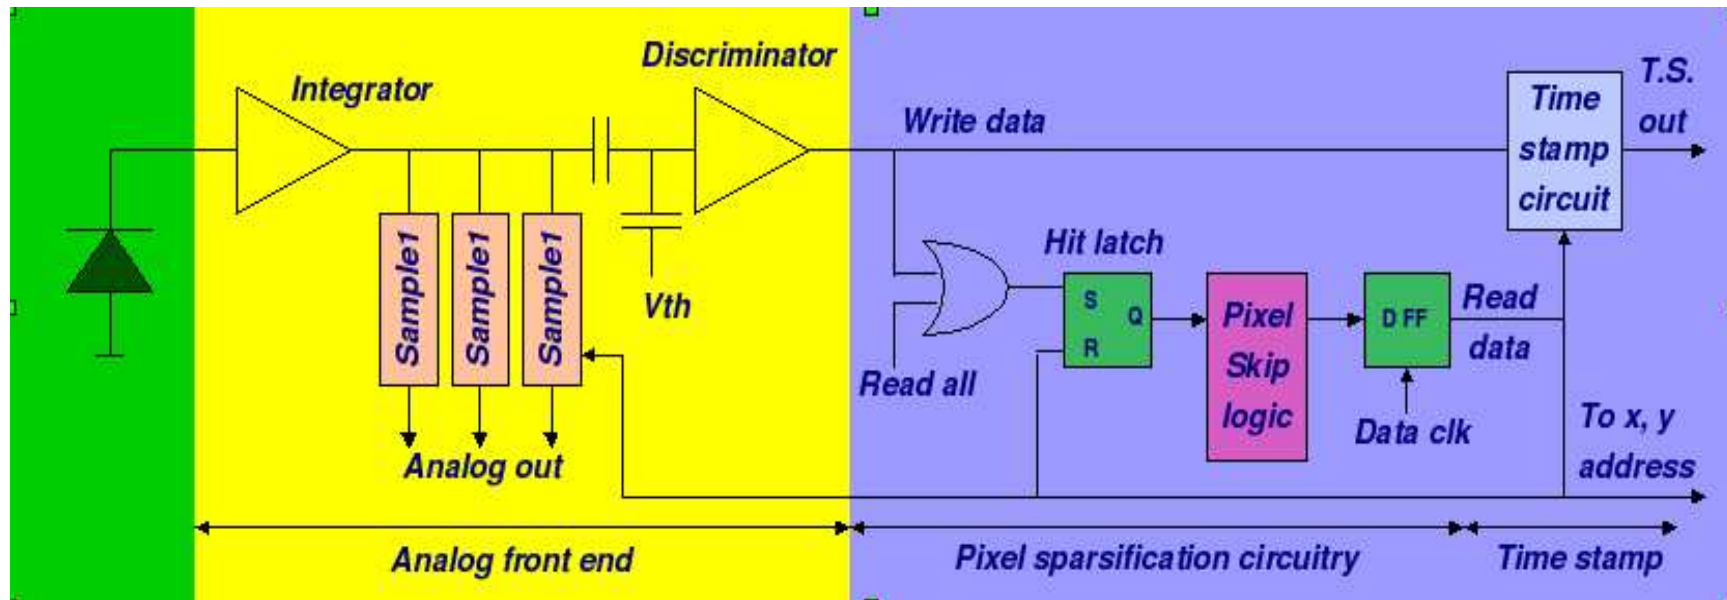 Integrator
Discriminator
Sample1
Sample1
Sample1
Vth
Analog out
Write data
Read all
Hit latch
S
Q
R
Pixel
Skip
logic
D FF
Data clk
Read
data
Time
stamp
circuit
T.S.
out
To x, y
address
Analog front end
Pixel sparsification circuitry
Time stamp